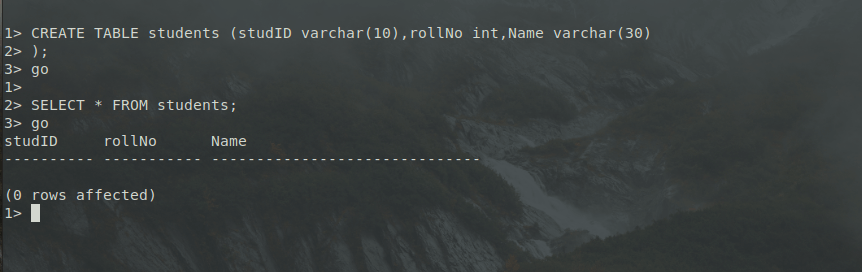 1> CREATE TABLE students (studID varchar(10),rollNo int,Name varchar(30)
2> );
3> go
1>
2> SELECT * FROM students;
3> go
studID     rollNo      Name
---------- ----------- ------------------------------
(0 rows affected)
1>